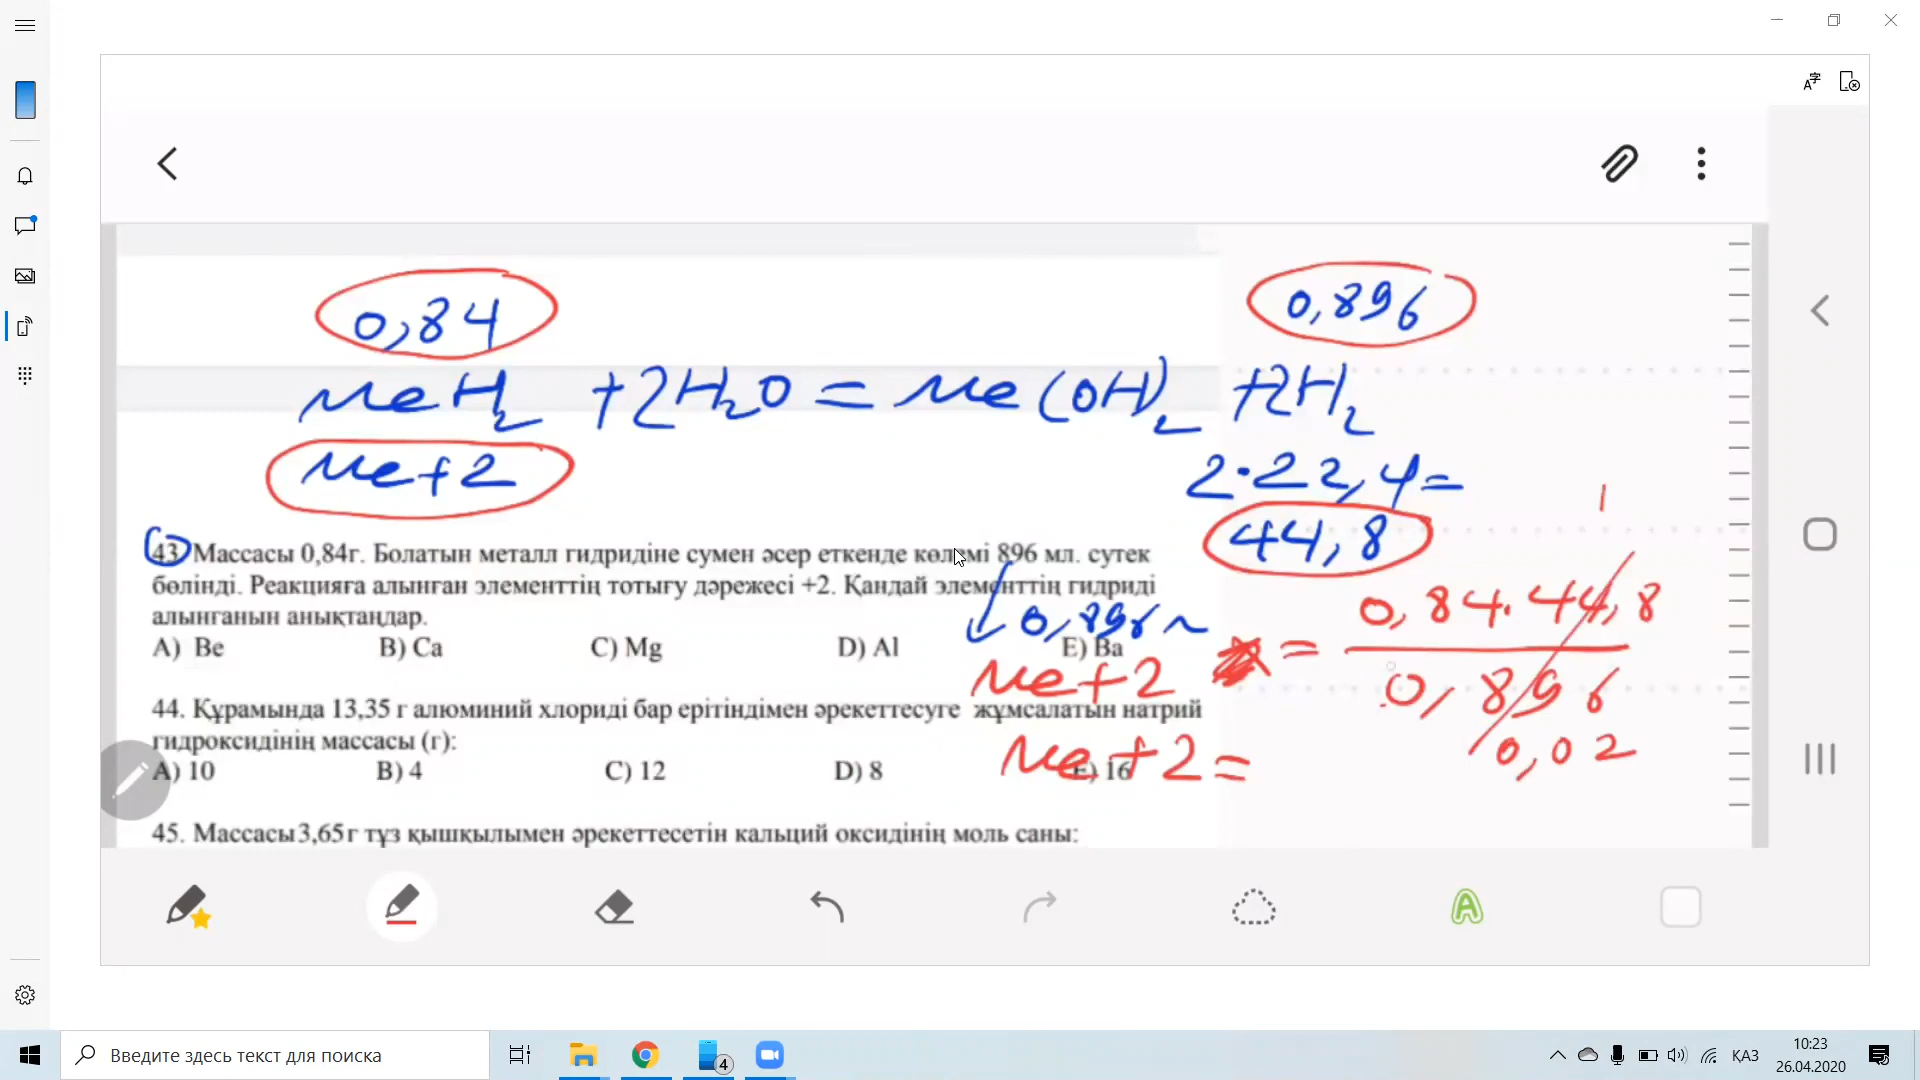 0,84
0,896
MeH2 +2H2O = Me(OH)2 +2H2
Me+2
2·22,4=
44,8
43. Массасы 0,84г. Болатын металл гидридіне сумен әсер еткенде көлемі 896 мл. сутек
бөлінді. Реакцияға алынған элементтің тотығу дәрежесі +2. Қандай элементтің гидриді
алынғанын анықтаңдар.
0,896 л
A) Be B) Ca C) Mg D) Al E) Ba
Me+2 = 0,84·44,8
0,896
1
0,02
44. Құрамында 13,35 г алюминий хлориді бар ерітіндімен әрекеттесуге жұмсалатын натрий
гидроксидінің массасы (г):
Me+2=
A) 10 B) 4 C) 12 D) 8 E) 16
45. Массасы 3,65г тұз қышқылымен әрекеттесетін кальций оксидінің моль саны:
A
4
Введите здесь текст для поиска
ҚАЗ
10:23
26.04.2020